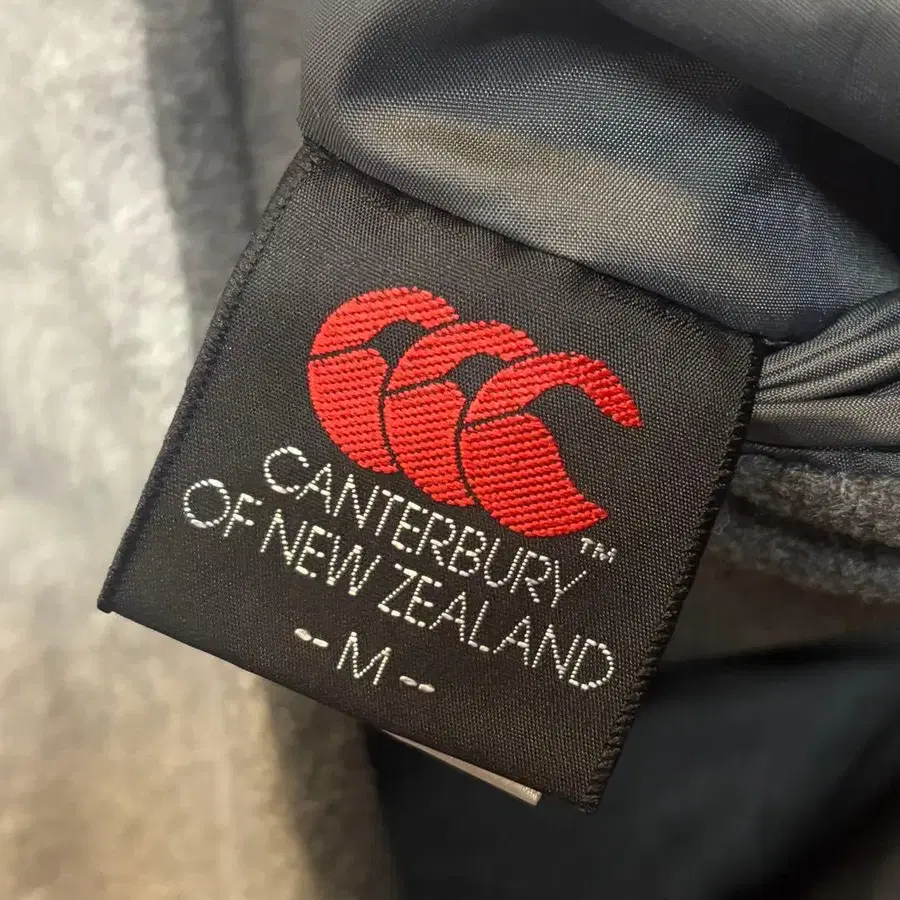 CANTERBURY™
OF NEW ZEALAND
-- M --